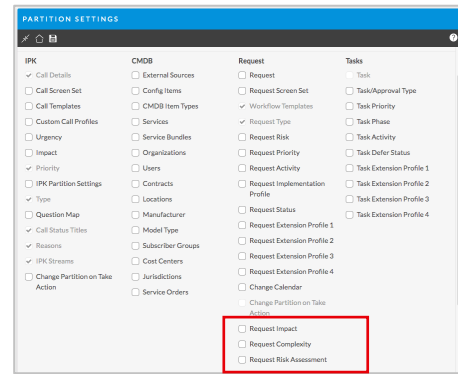 PARTITION SETTINGS
IPK
Call Details
Call Screen Set
Call Templates
Custom Call Profiles
Urgency
Impact
Priority
IPK Partition Settings
Type
Question Map
Call Status Titles
Reasons
IPK Streams
Change Partition on Take
Action
CMDB
External Sources
Config Items
CMDB Item Types
Services
Service Bundles
Organizations
Users
Contracts
Locations
Manufacturer
Model Type
Subscriber Groups
Cost Centers
Jurisdictions
Service Orders
Request
Request
Request Screen Set
Workflow Templates
Request Type
Request Risk
Request Priority
Request Activity
Request Implementation
Profile
Request Status
Request Extension Profile 1
Request Extension Profile 2
Request Extension Profile 3
Request Extension Profile 4
Change Calendar
Change Partition on Take
Action
Request Impact
Request Complexity
Request Risk Assessment
Tasks
Task
Task/Approval Type
Task Priority
Task Phase
Task Activity
Task Defer Status
Task Extension Profile 1
Task Extension Profile 2
Task Extension Profile 3
Task Extension Profile 4